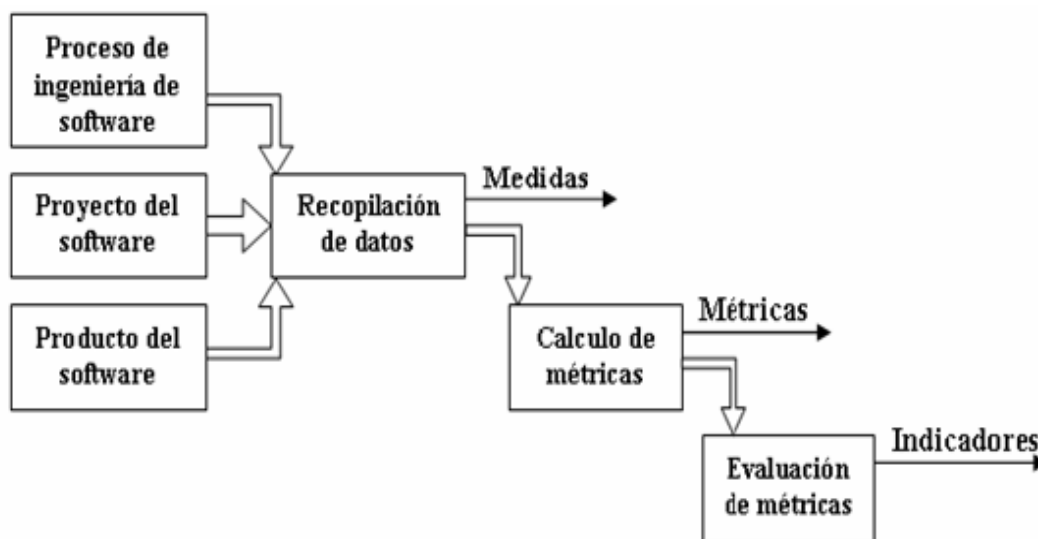 Proceso de
ingeniería de
software
Proyecto del
software
Producto del
software
Recopilación
de datos
Medidas
Calculo de
métricas
Métricas
Evaluación
de métricas
Indicadores